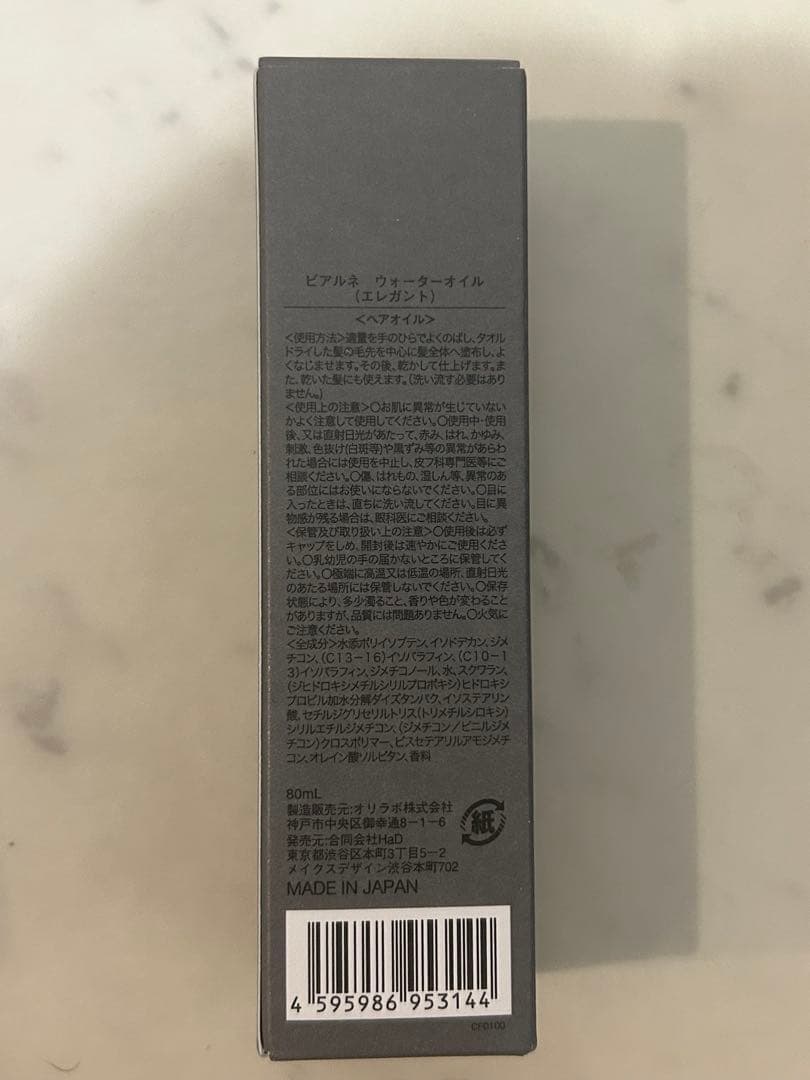 ビアルネ　ウォーターオイル
(エレガント)
＜ヘアオイル＞
＜使用方法＞適量を手のひらでよくのばし、タオル
ドライした髪の毛先を中心に髪全体へ塗布し、よ
くなじませます。その後、乾かして仕上げます。ま
た、乾いた髪にも使えます。(洗い流す必要はあり
ません。)
＜使用上の注意＞〇お肌に異常が生じていない
かよく注意して使用してください。〇使用中・使用
後、又は直射日光があたって、赤み、はれ、かゆみ、
刺激、色抜け(白斑等)や黒ずみ等の異常があらわ
れた場合には使用を中止し、皮フ科専門医等にご
相談ください。〇傷、はれもの、湿しん等、異常のあ
る部位にはお使いにならないでください。〇目に
入ったときは、直ちに洗い流してください。目に異
物感が残る場合は、眼科医にご相談ください。
＜保管及び取り扱い上の注意＞〇使用後は必ず
キャップをしめ、開封後は速やかにご使用くださ
い。〇乳幼児の手の届かないところに保管してく
ださい。〇極端に高温又は低温の場所、直射日光
のあたる場所には保管しないでください。〇保存
状態により、多少濁ること、香りや色が変わること
がありますが、品質には問題ありません。〇火気に
ご注意ください。
＜全成分＞水添ポリイソブテン、イソドデカン、ジメ
チコン、(C13－16)イソパラフィン、(C10－1
3)イソパラフィン、ジメチコノール、水、スクワラン、
(ジヒドロキシメチルシリルプロポキシ)ヒドロキシ
プロピル加水分解ダイズタンパク、イソステアリン
酸、セチルジグリセリルトリス(トリメチルシロキシ)
シリルエチルジメチコン、(ジメチコン／ビニルジメ
チコン)クロスポリマー、ビスセテアリルアモジメチ
コン、オレイン酸ソルビタン、香料
80mL
製造販売元:オリラボ株式会社
神戸市中央区御幸通8－1－6
紙
発売元:合同会社HaD
東京都渋谷区本町3丁目5－2
メイクスデザイン渋谷本町702
MADE IN JAPAN
4 595986 953144
CF0100